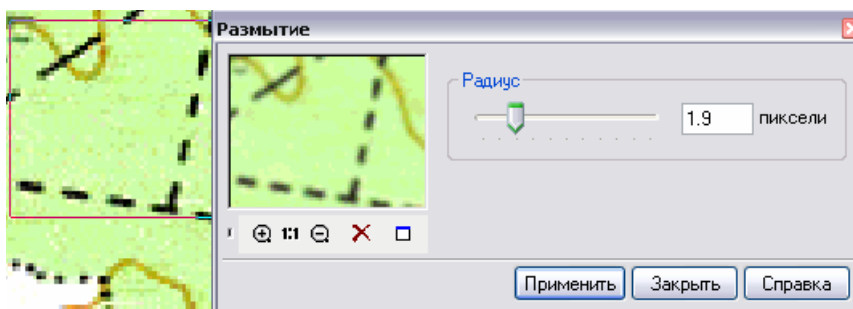 Размытие
Радиус
1.9 пиксели
1:1
Применить Закрыть Справка